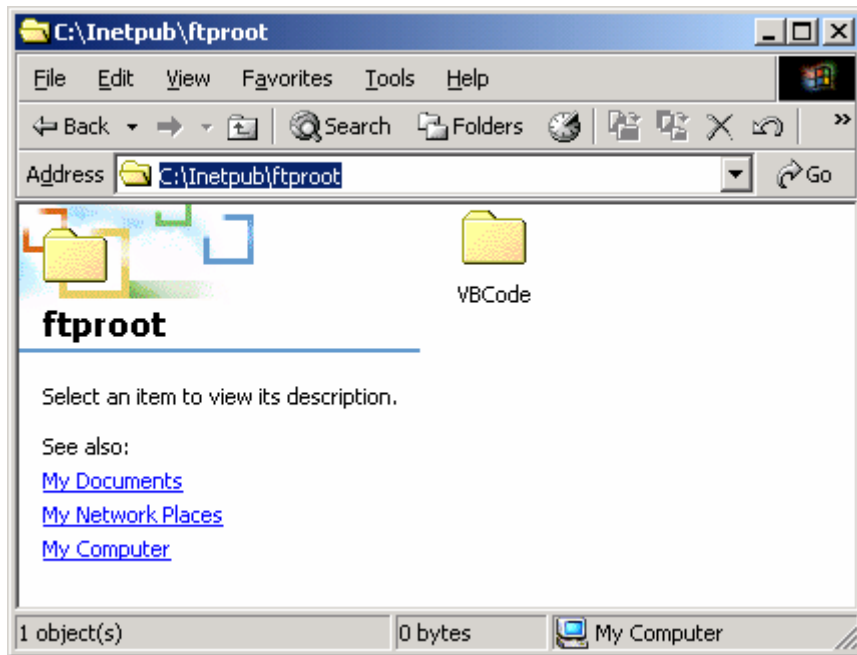 C:\Inetpub\ftproot
File Edit View Favorites Tools Help
Back Search Folders »
Address C:\Inetpub\ftproot Go
VBCode
ftproot
Select an item to view its description.
See also:
My Documents
My Network Places
My Computer
1 object(s) 0 bytes My Computer